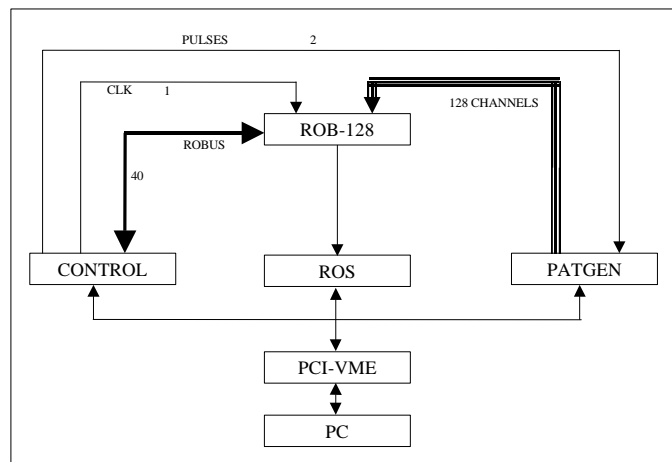 PULSES 2
CLK 1
128 CHANNELS
ROB-128
ROBUS
40
CONTROL
ROS
PATGEN
PCI-VME
PC